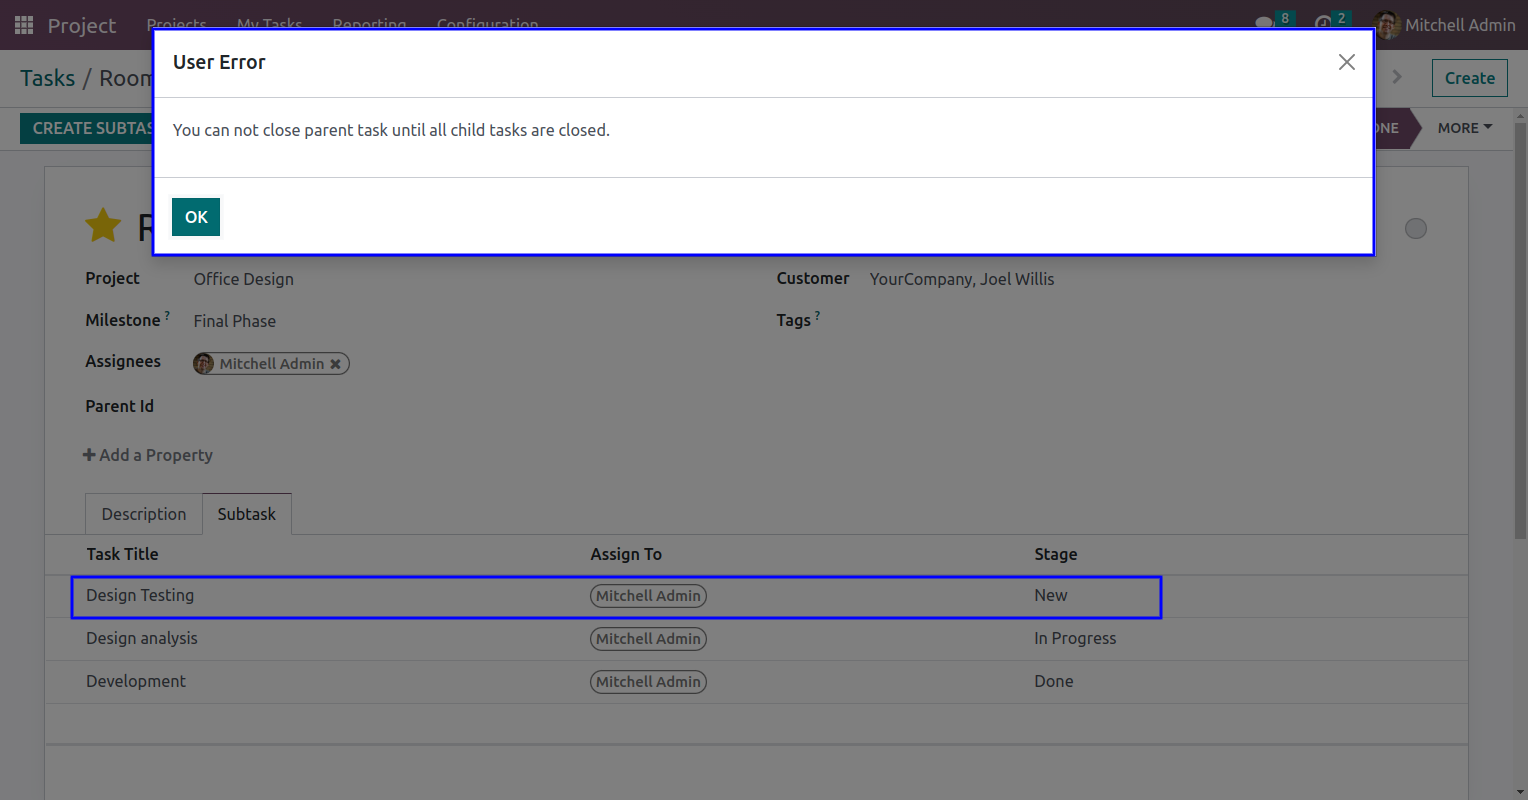 Project Projects My Tasks Reporting Configuration 8 2 Mitchell Admin
User Error
Tasks / Room
Create
You can not close parent task until all child tasks are closed.
CREATE SUBTAS
MORE
OK
Project Office Design Customer YourCompany, Joel Willis
Milestone ? Final Phase Tags ?
Assignees Mitchell Admin
Parent Id
Add a Property
Description Subtask
Task Title Assign To Stage
Design Testing Mitchell Admin New
Design analysis Mitchell Admin In Progress
Development Mitchell Admin Done